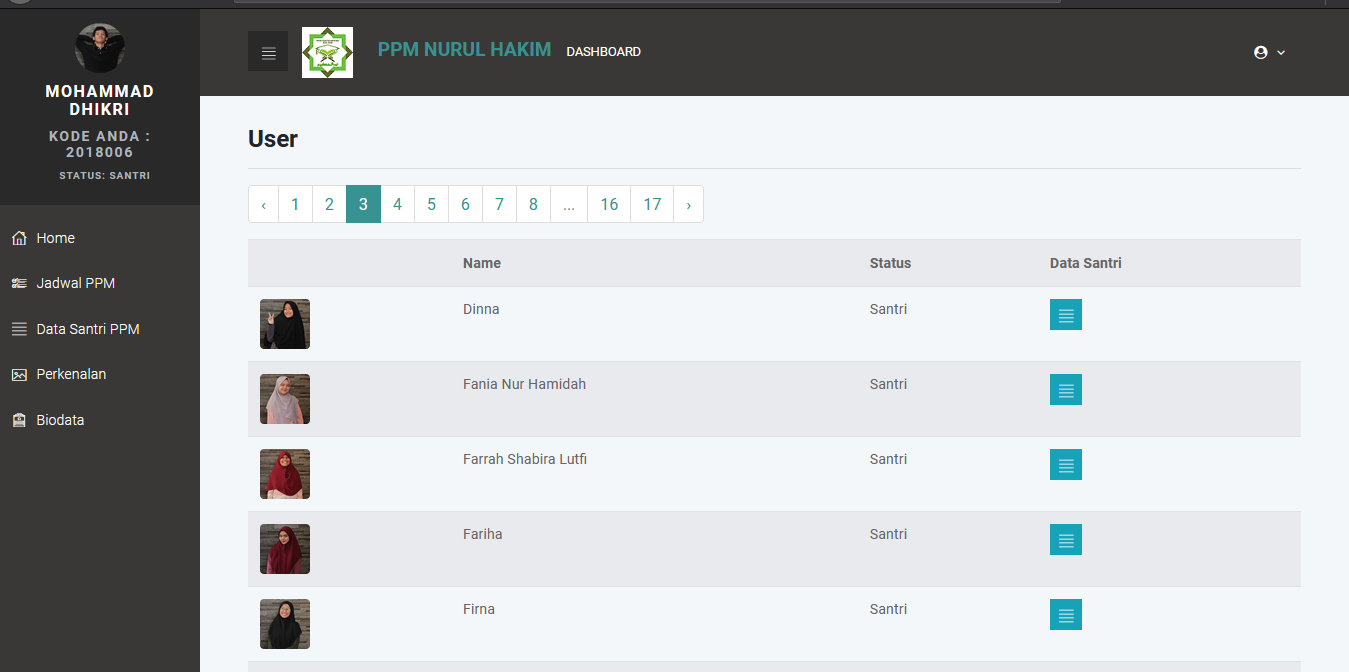 MOHAMMAD
DHIKRI
KODE ANDA :
2018006
STATUS: SANTRI
Home
Jadwal PPM
Data Santri PPM
Perkenalan
Biodata
PPM NURUL HAKIM DASHBOARD
User
‹ 1 2 3 4 5 6 7 8 ... 16 17 ›
Name Status Data Santri
Dinna Santri
Fania Nur Hamidah Santri
Farrah Shabira Lutfi Santri
Fariha Santri
Firna Santri